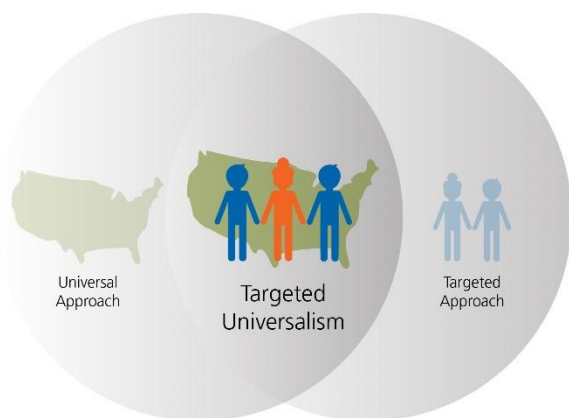 Universal
Approach
Targeted
Universalism
Targeted
Approach